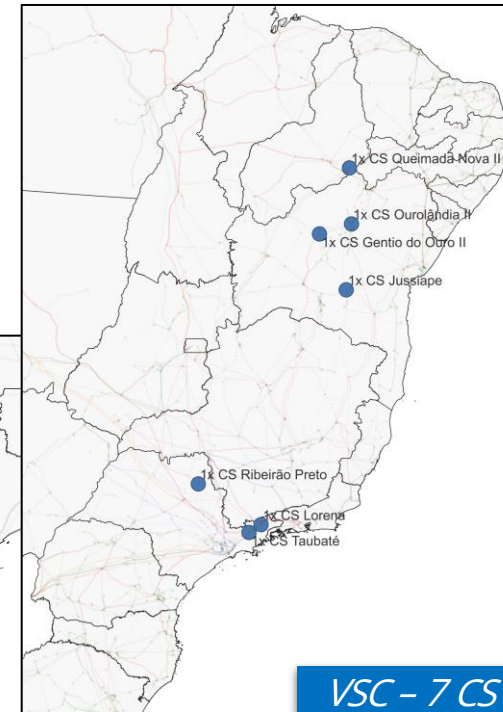 1x CS Queimada Nova II
1x CS Ourolândia II
1x CS Gentio do Ouro II
1x CS Jussiape
1x CS Ribeirão Preto
1x CS Lorena
1x CS Taubaté
VSC – 7 CS